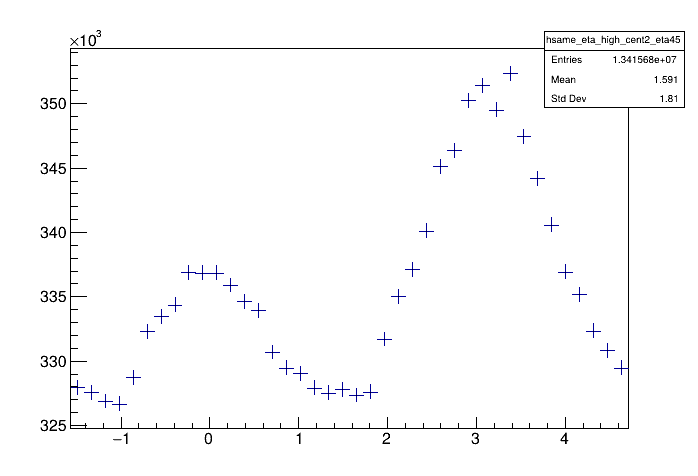 ×10³
hsame_eta_high_cent2_eta45
Entries 1.341568e+07
Mean 1.591
Std Dev 1.81
350
345
340
335
330
325
−1 0 1 2 3 4